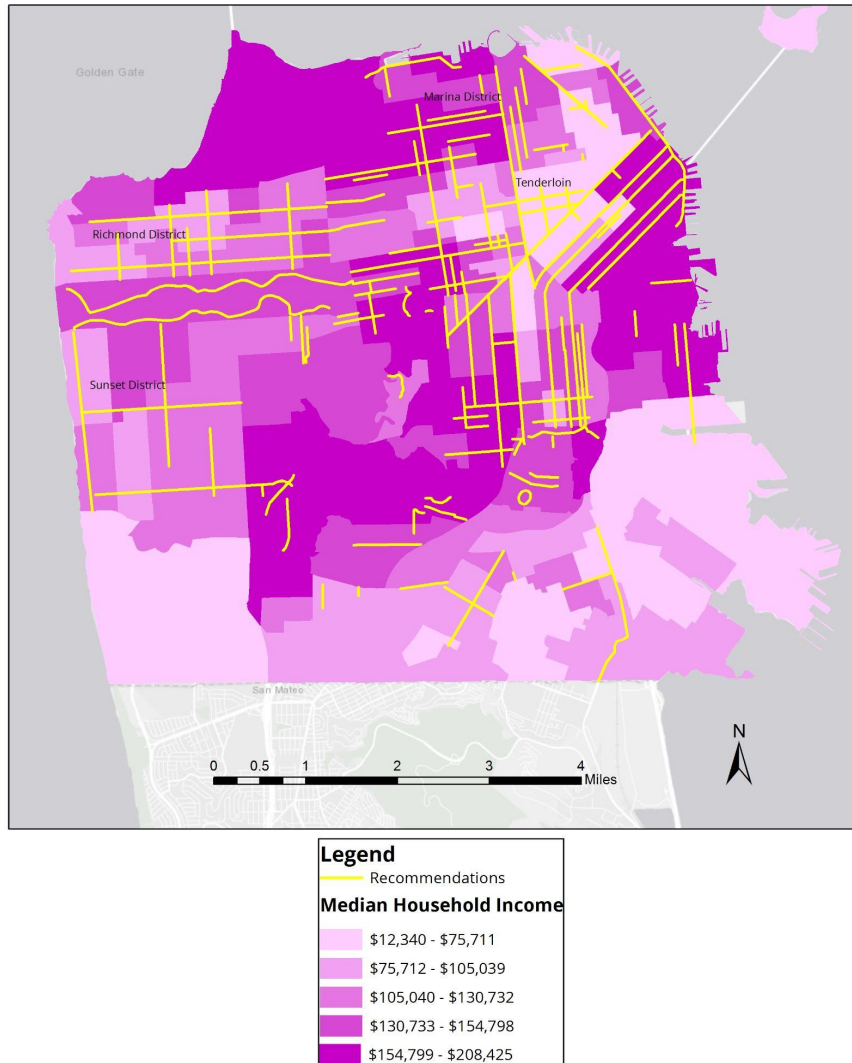 Golden Gate
Marina District
Tenderloin
Richmond District
Sunset District
San Mateo
N
0 0.5 1 2 3 4
Miles
Legend
Recommendations
Median Household Income
$12,340 - $75,711
$75,712 - $105,039
$105,040 - $130,732
$130,733 - $154,798
$154,799 - $208,425